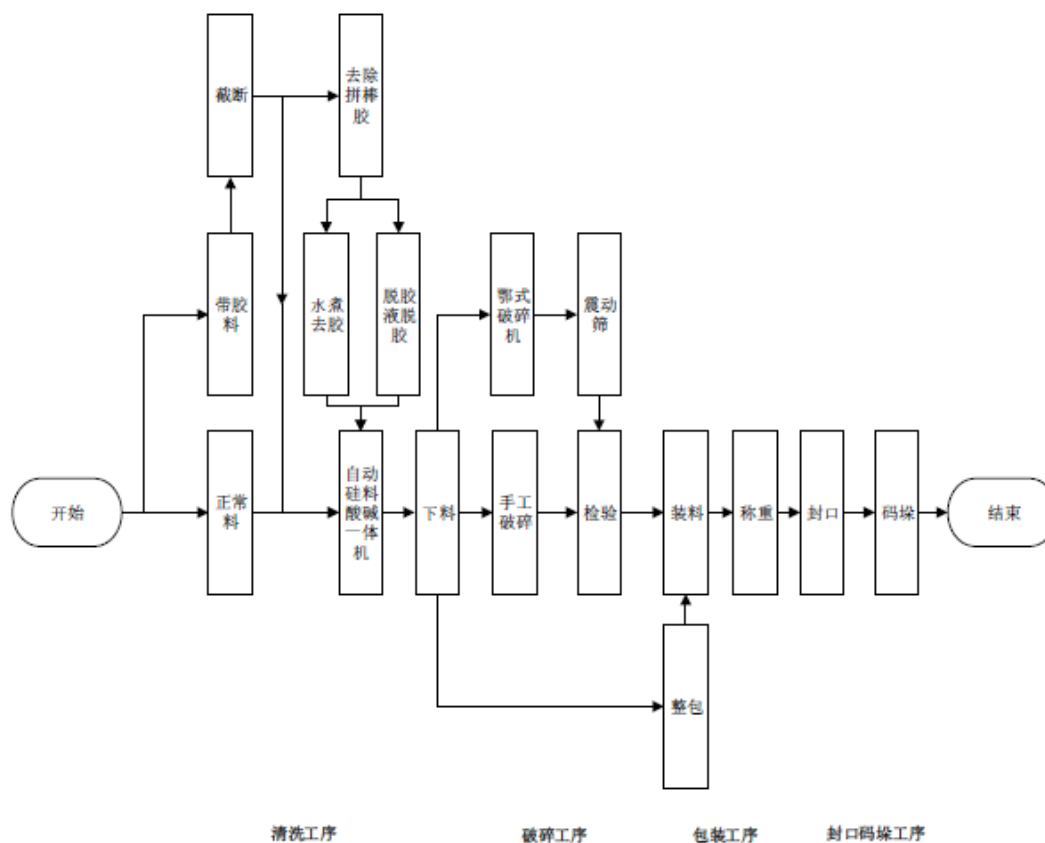 截断
去除
拼棒
胶
带胶
料
水煮
去胶
脱胶
液脱
胶
鄂式
破碎
机
震动
筛
开始
正常
料
自动
硅料
酸碱
一体
机
下料
手工
破碎
检验
装料
称重
封口
码垛
结束
整包
清洗工序
破碎工序
包装工序
封口码垛工序